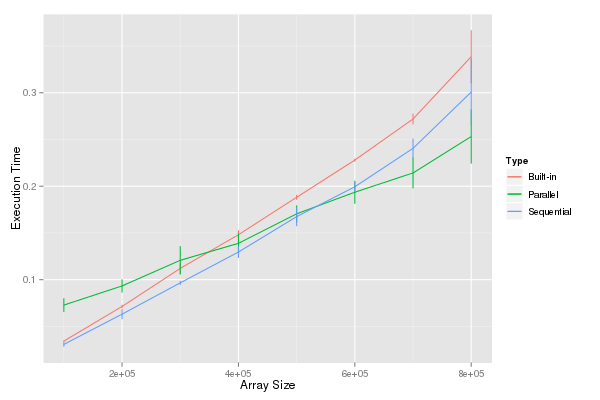 Execution Time
0.3
0.2
0.1
2e+05
4e+05
6e+05
8e+05
Array Size
Type
Built-in
Parallel
Sequential